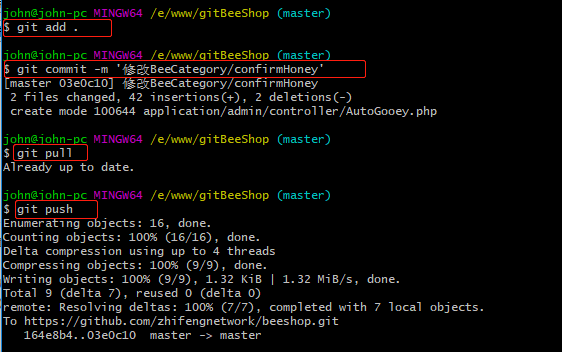 john@john-pc MINGW64 /e/www/gitBeeShop (master)
$ git add .
john@john-pc MINGW64 /e/www/gitBeeShop (master)
$ git commit -m '修改BeeCategory/confirmHoney'
[master 03e0c10] 修改BeeCategory/confirmHoney
 2 files changed, 42 insertions(+), 2 deletions(-)
 create mode 100644 application/admin/controller/AutoGooey.php
john@john-pc MINGW64 /e/www/gitBeeShop (master)
$ git pull
Already up to date.
john@john-pc MINGW64 /e/www/gitBeeShop (master)
$ git push
Enumerating objects: 16, done.
Counting objects: 100% (16/16), done.
Delta compression using up to 4 threads
Compressing objects: 100% (9/9), done.
Writing objects: 100% (9/9), 1.32 KiB | 1.32 MiB/s, done.
Total 9 (delta 7), reused 0 (delta 0)
remote: Resolving deltas: 100% (7/7), completed with 7 local objects.
To https://github.com/zhifengnetwork/beeshop.git
   164e8b4..03e0c10  master -> master